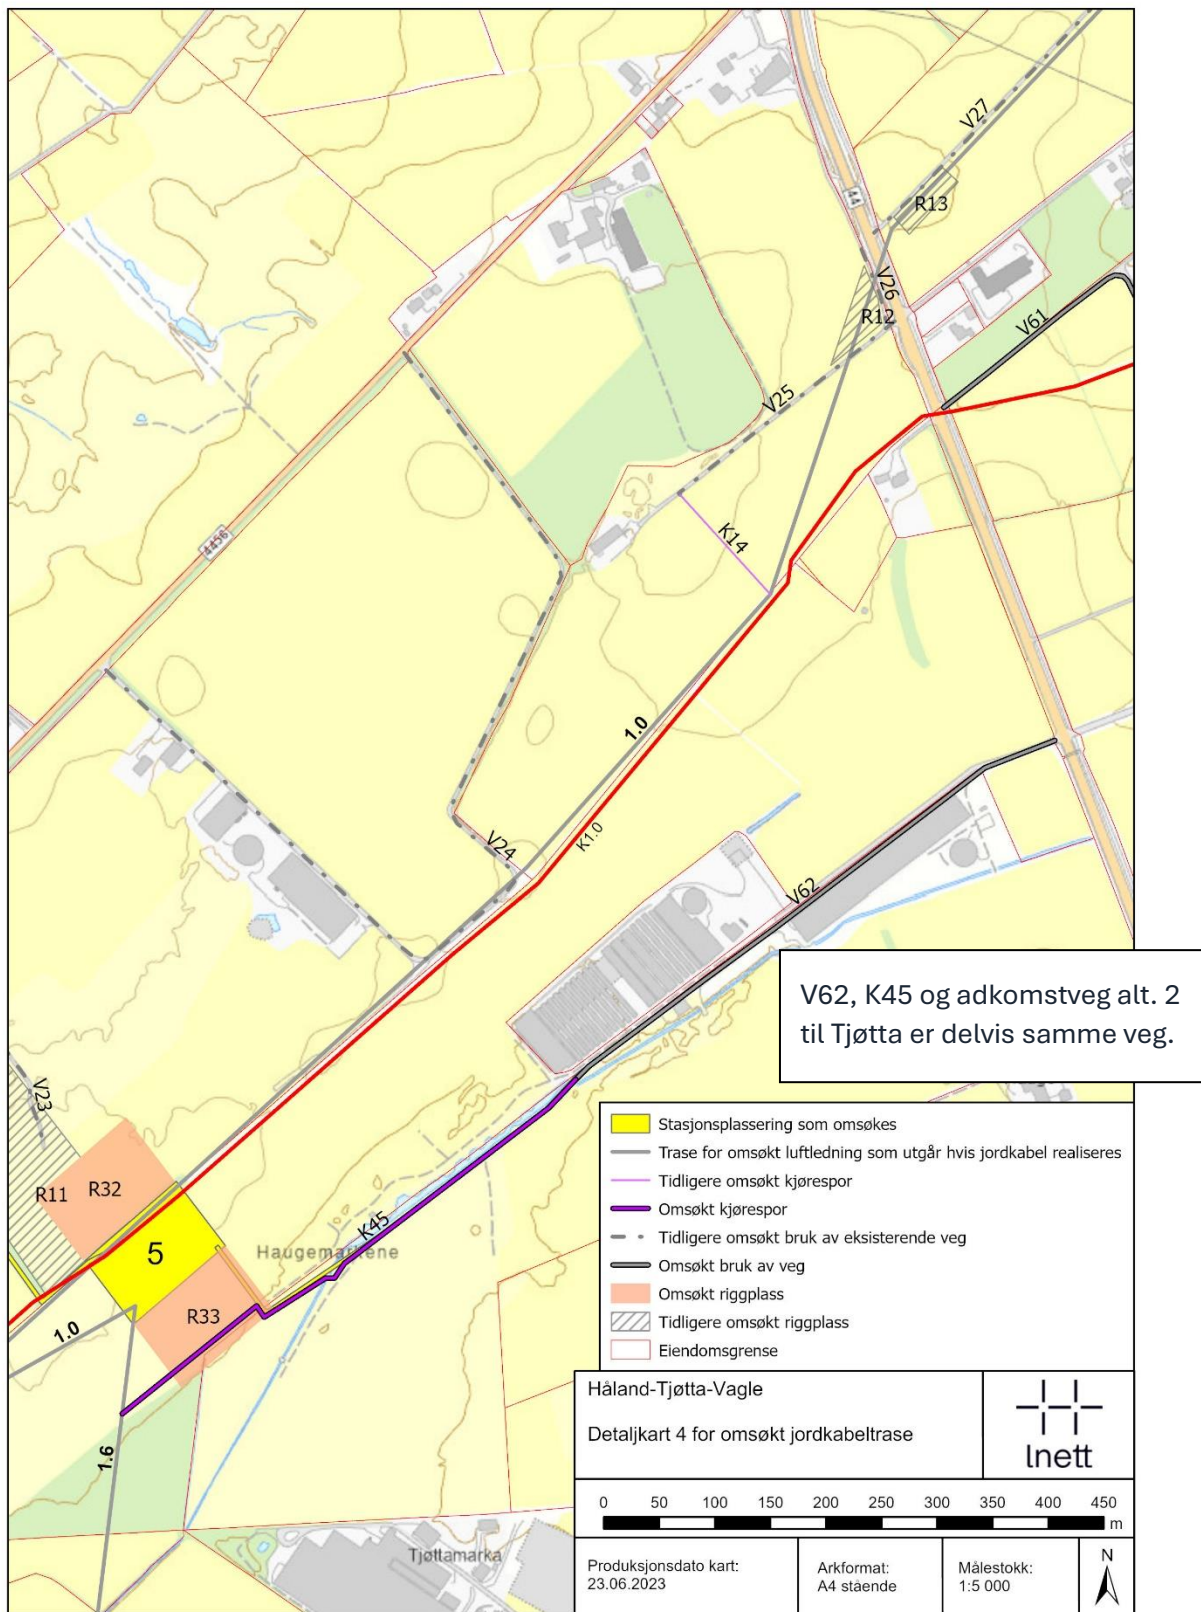 V27
44
R13
V26
R12
V61
V25
4456
K14
1.0
K1.0
V24
V62
V62, K45 og adkomstveg alt. 2
til Tjøtta er delvis samme veg.
V23
R11
R32
5
K45
Haugemarkene
R33
1.0
1.6
Tjøttamarka
Stasjonsplassering som omsøkes
Trase for omsøkt luftledning som utgår hvis jordkabel realiseres
Tidligere omsøkt kjørespor
Omsøkt kjørespor
Tidligere omsøkt bruk av eksisterende veg
Omsøkt bruk av veg
Omsøkt riggplass
Tidligere omsøkt riggplass
Eiendomsgrense
Håland-Tjøtta-Vagle
Detaljkart 4 for omsøkt jordkabeltrase
lnett
0 50 100 150 200 250 300 350 400 450
m
Produksjonsdato kart:
23.06.2023
Arkformat:
A4 stående
Målestokk:
1:5 000
N